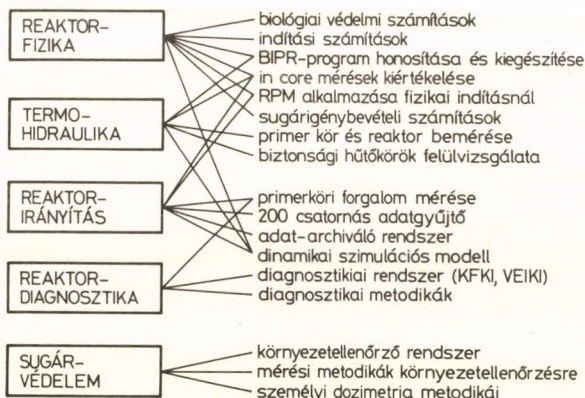 REAKTOR-
FIZIKA
TERMO-
HIDRAULIKA
REAKTOR-
IRÁNYÍTÁS
REAKTOR-
DIAGNOSZTIKA
SUGÁR-
VÉDELEM
biológiai védelmi számítások
indítási számítások
BIPR-program honosítása és kiegészítése
in core mérések kiértékelése
RPM alkalmazása fizikai indításnál
sugárigénybevételi számítások
primer kör és reaktor bemérése
biztonsági hűtőkörök felülvizsgálata
primerköri forgalom mérése
200 csatornás adatgyűjtő
adat-archiváló rendszer
dinamikai szimulációs modell
diagnosztikiai rendszer (KFKI, VEIKI)
diagnosztikai metodikák
környezetellenőrző rendszer
mérési metodikák környezetellenőrzésre
személyi dozimetria metodikái